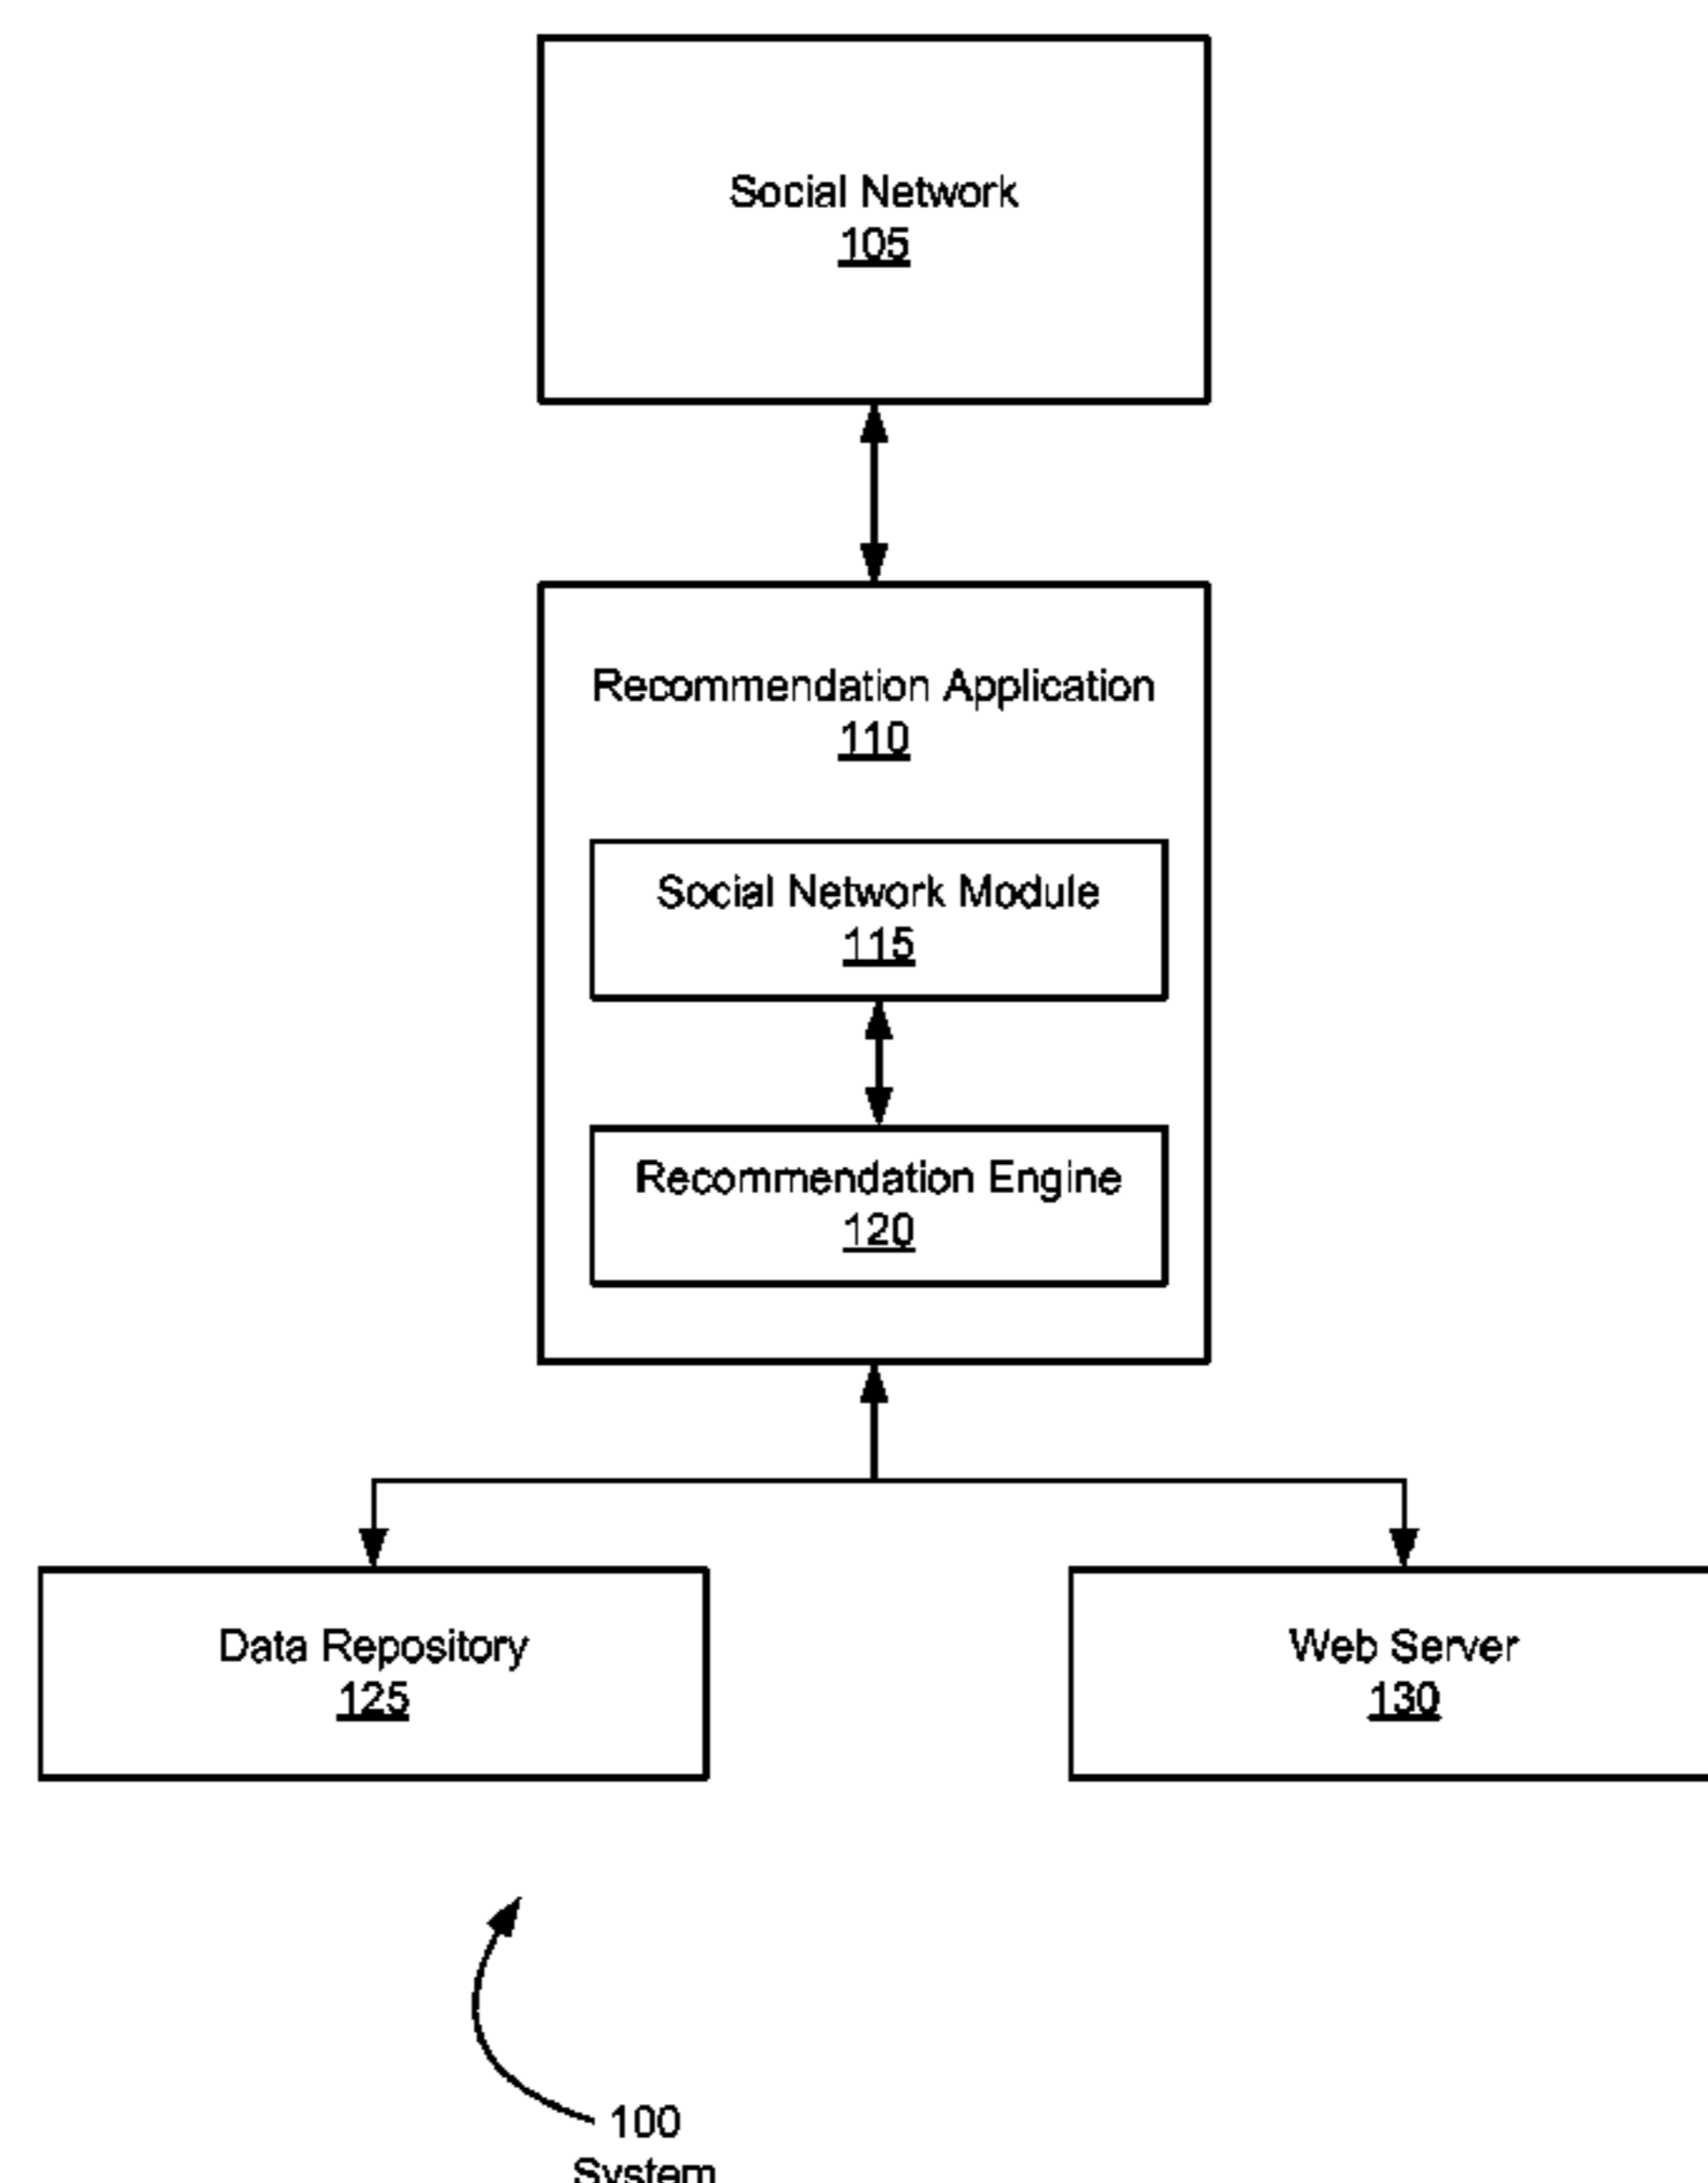 Social Network
105
Recommendation Application
110
Social Network Module
115
Recommendation Engine
120
Data Repository
125
Web Server
130
100
System